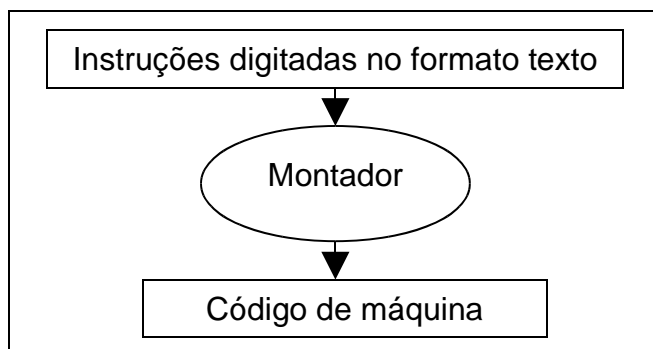 Instruções digitadas no formato texto
Montador
Código de máquina